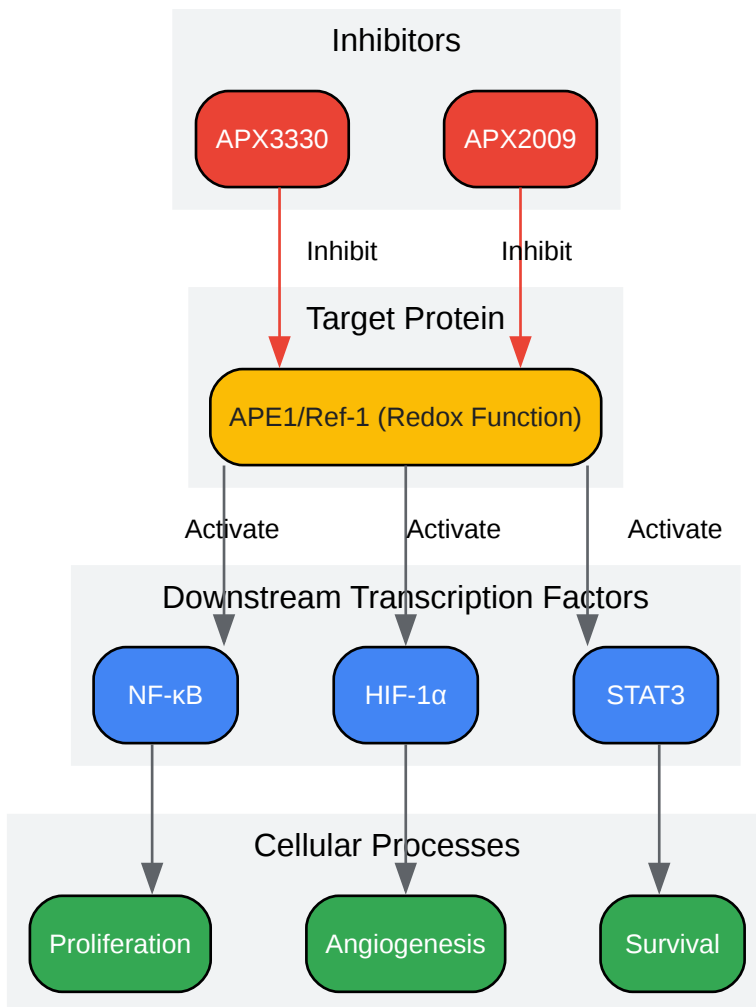 Inhibitors
APX3330
APX2009
Inhibit
Inhibit
Target Protein
APE1/Ref-1 (Redox Function)
Activate
Activate
Activate
Downstream Transcription Factors
NF-κB
HIF-1α
STAT3
Cellular Processes
Proliferation
Angiogenesis
Survival